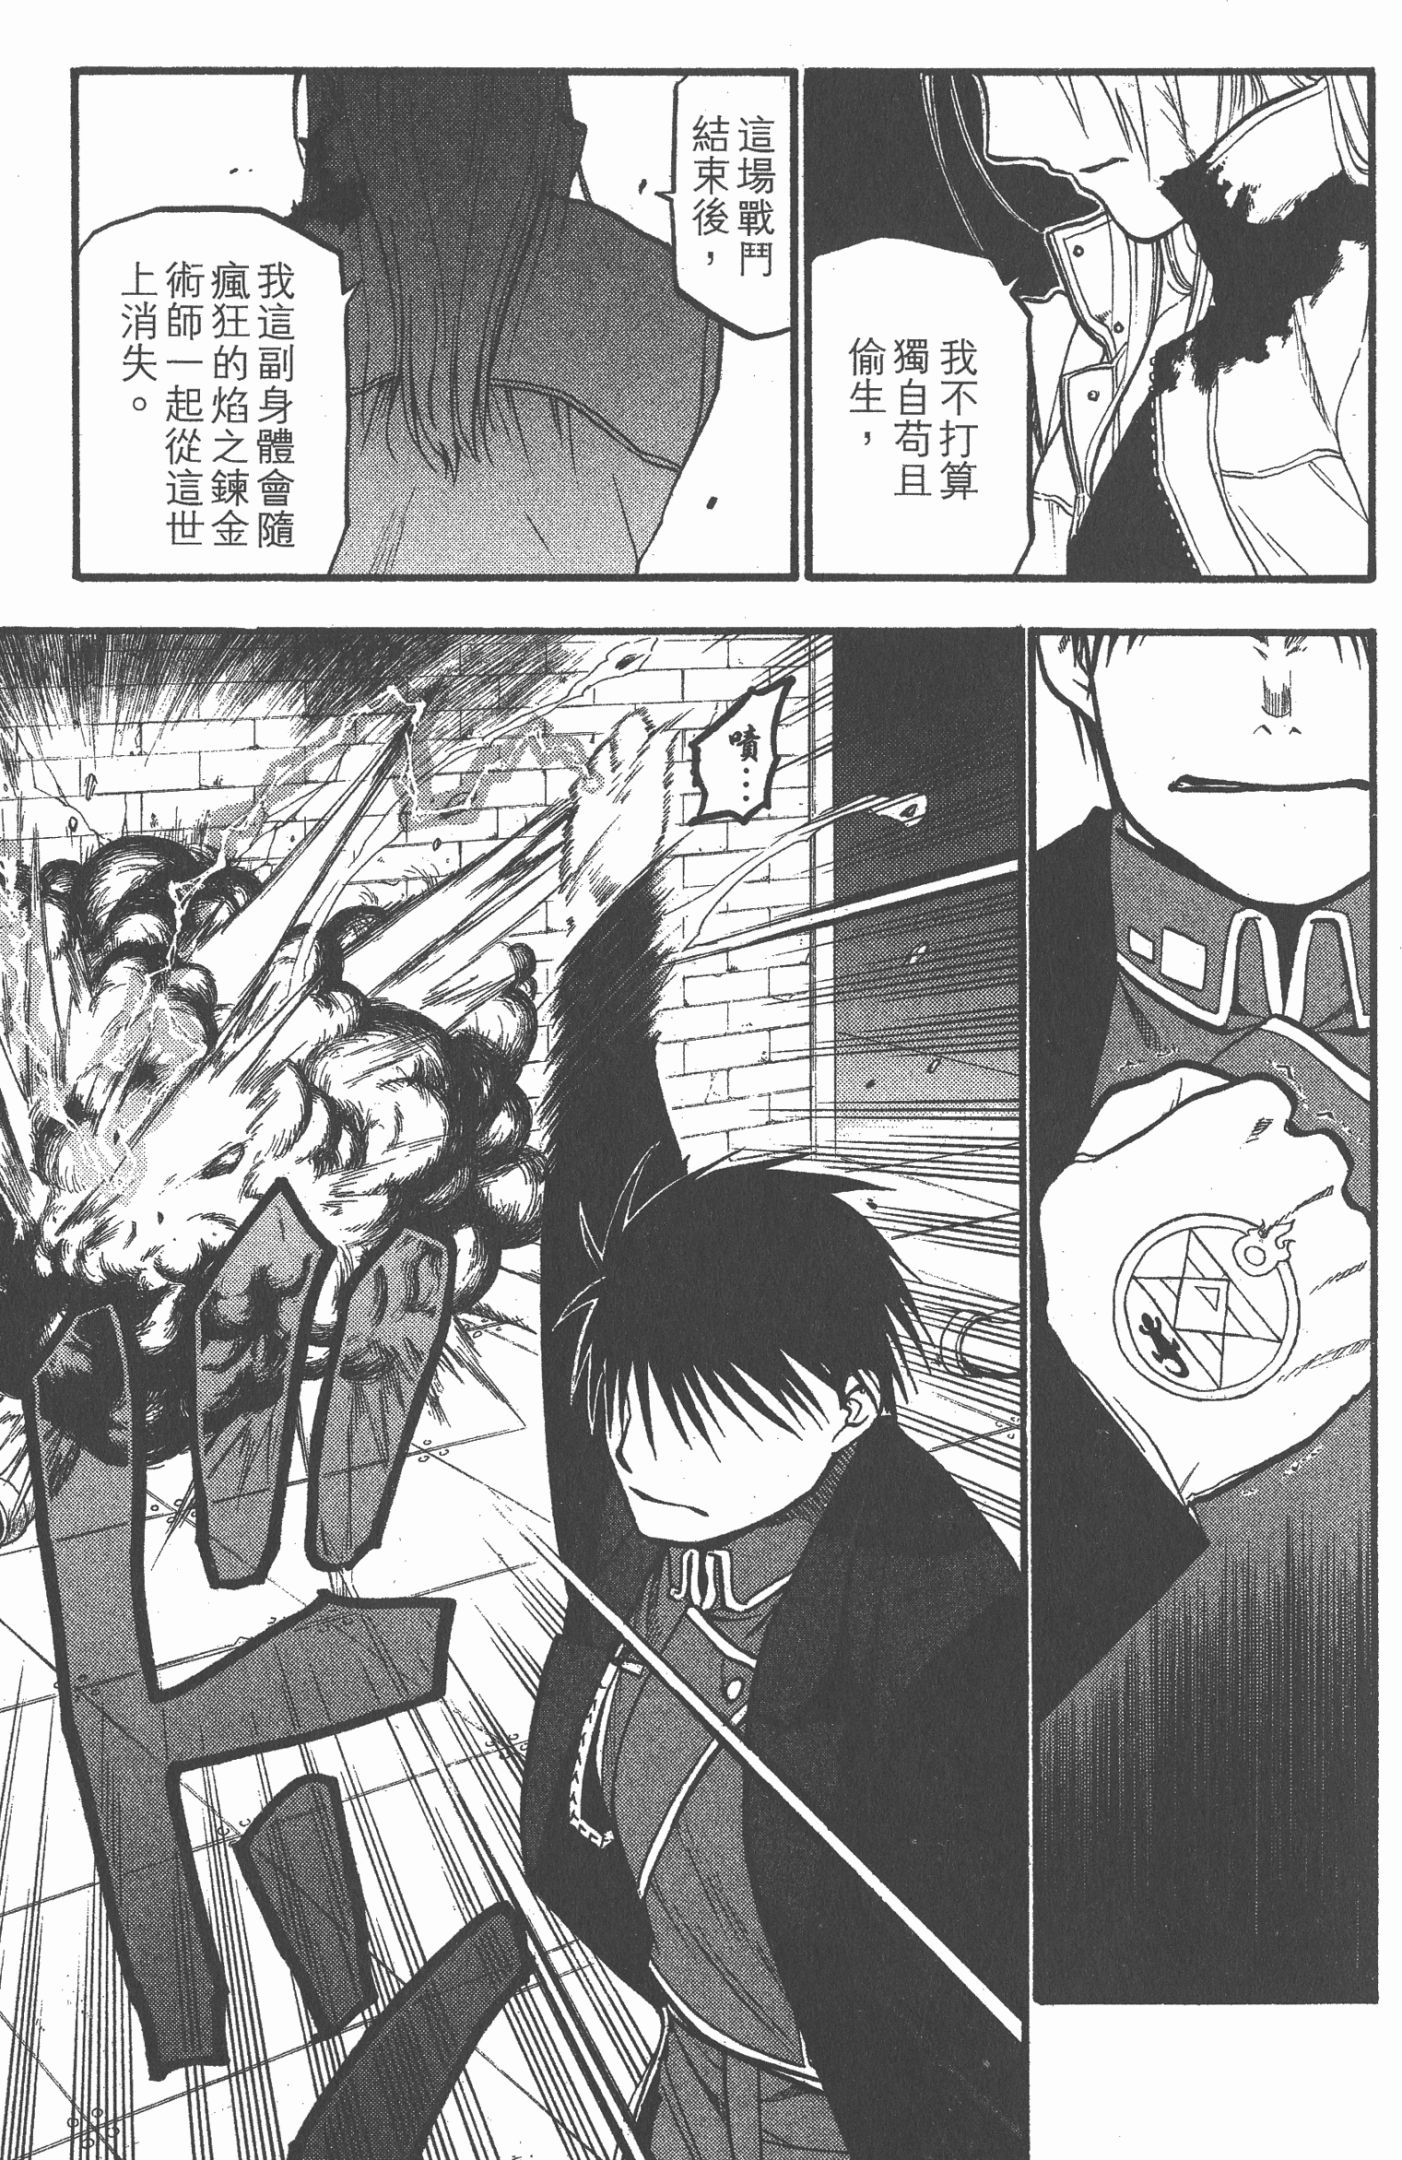 我不打算
獨自苟且
偷生，
這場戰鬥
結束後，
我這副身體會隨
瘋狂的焰之鍊金
術師一起從這世
上消失。
嘖…
ドン